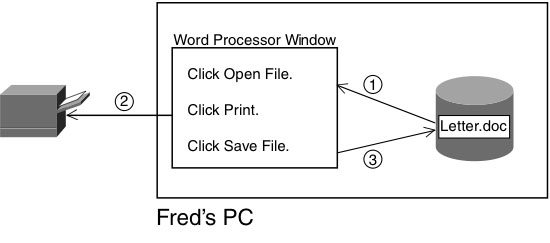 Word Processor Window
Click Open File.
①
②
Click Print.
Letter.doc
Click Save File.
③
Fred's PC